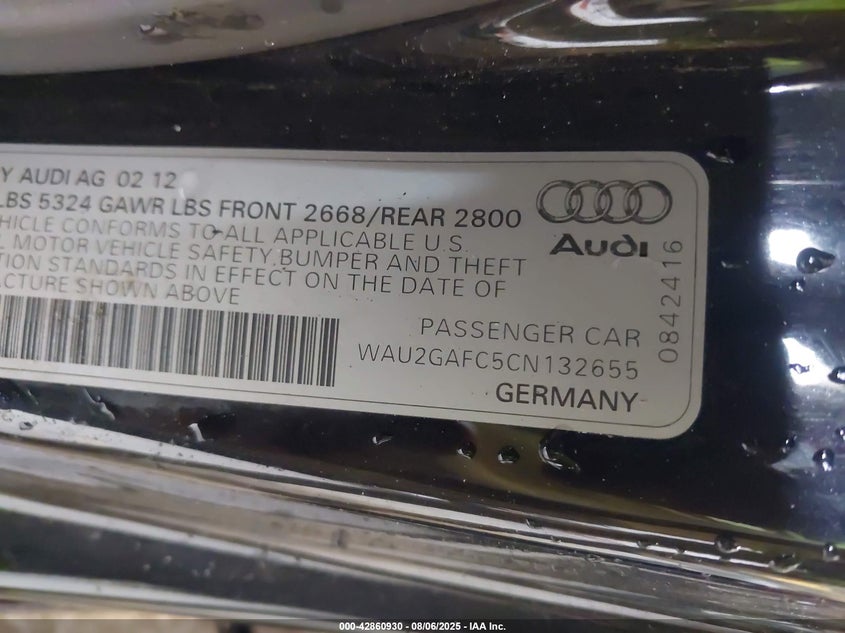 Y AUDI AG 02 12
LBS 5324 GAWR LBS FRONT 2668/REAR 2800
VEHICLE CONFORMS TO ALL APPLICABLE U.S.
L MOTOR VEHICLE SAFETY, BUMPER AND THEFT
TION STANDARDS IN EFFECT ON THE DATE OF
ACTURE SHOWN ABOVE
Audi
0842416
PASSENGER CAR
WAU2GAFC5CN132655
GERMANY
000-42860930 - 08/06/2025 - IAA Inc.